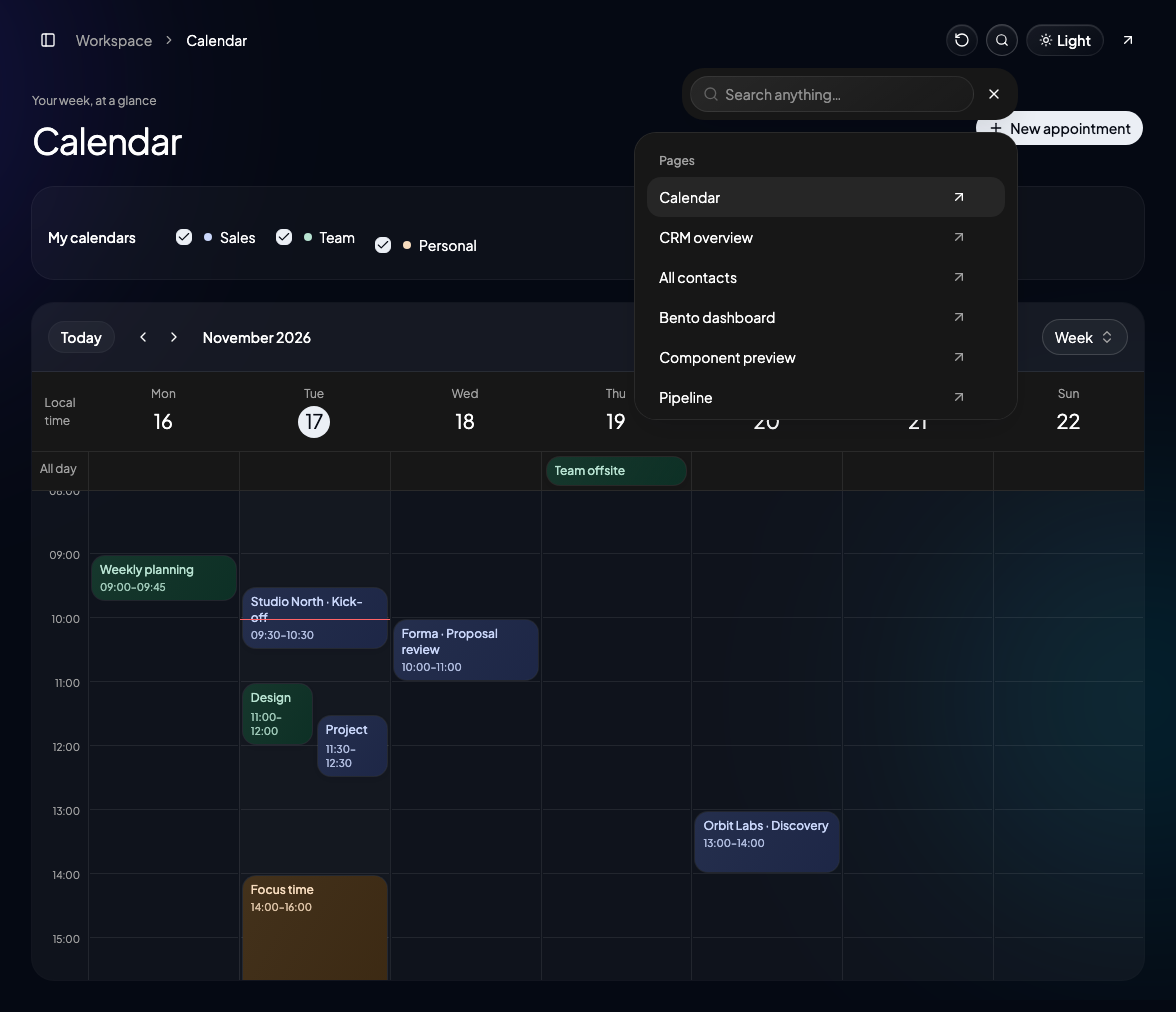 Workspace > Calendar
Light
Your week, at a glance
Calendar
Search anything…
New appointment
My calendars
Sales
Team
Personal
Pages
Calendar
CRM overview
All contacts
Bento dashboard
Component preview
Pipeline
Today
November 2026
Week
Local
time
Mon
16
Tue
17
Wed
18
Thu
19
20
21
Sun
22
All day
Team offsite
08:00
09:00
Weekly planning
09:00–09:45
Studio North · Kick-
off
09:30–10:30
10:00
Forma · Proposal
review
10:00–11:00
11:00
Design
11:00–
12:00
Project
11:30–
12:30
12:00
13:00
Orbit Labs · Discovery
13:00–14:00
14:00
Focus time
14:00–16:00
15:00